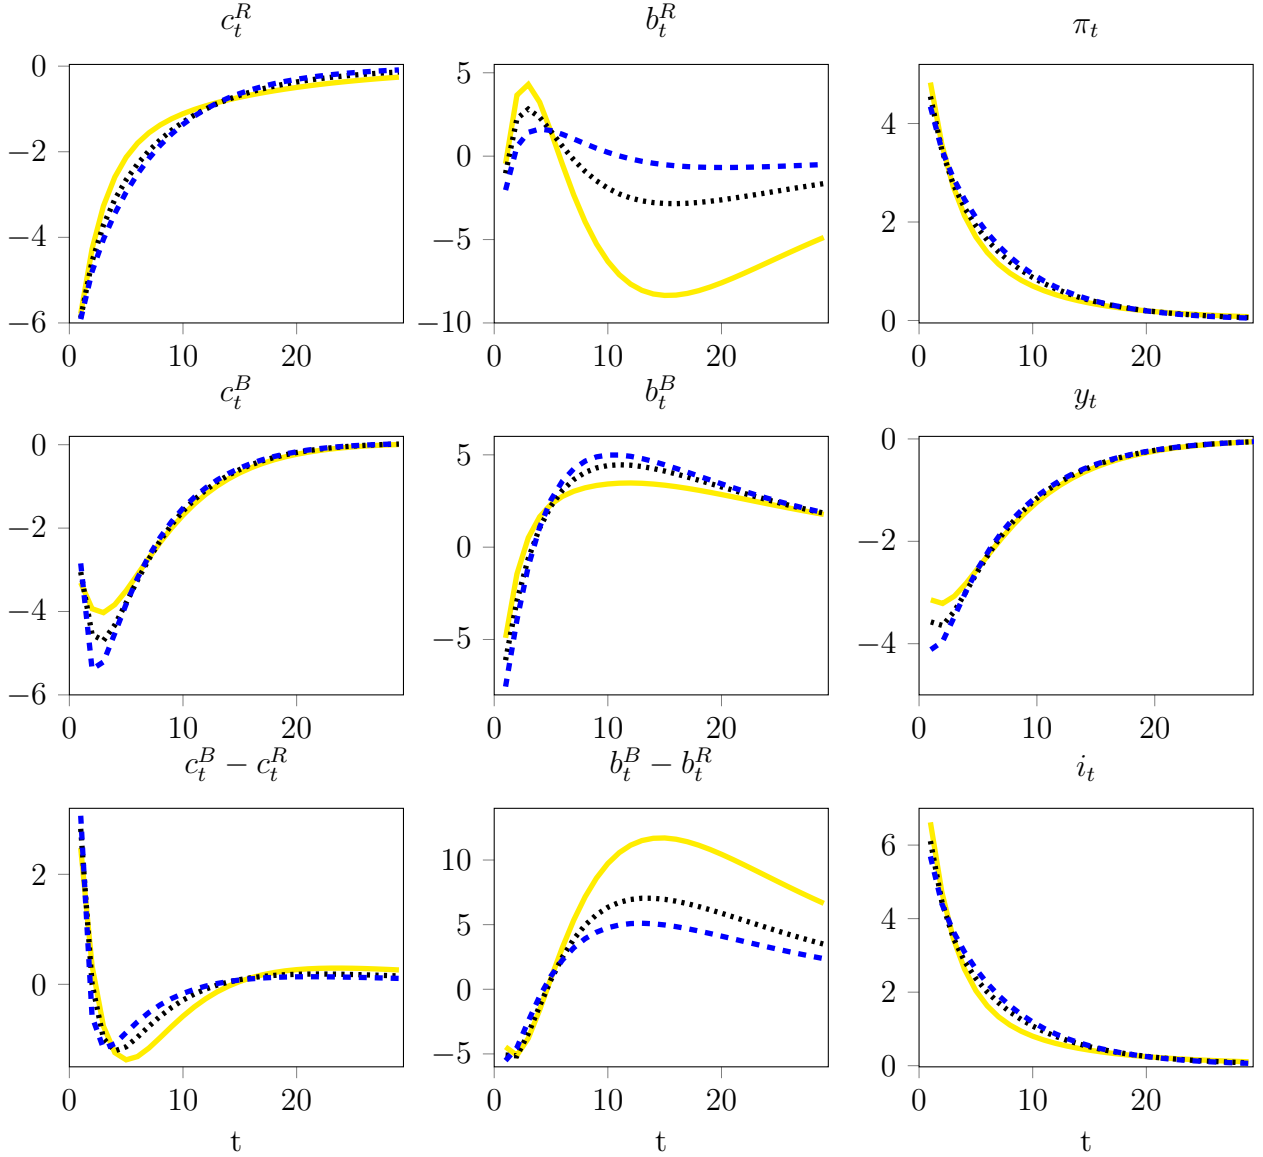 $c_t^R$ $b_t^R$ $\pi_t$
0 5 4
−2 0 2
−4 −5 0
−6 −10
0 10 20 0 10 20 0 10 20
$c_t^B$ $b_t^B$ $y_t$
0 5 0
−2 0 −2
−4 −5 −4
−6
0 10 20 0 10 20 0 10 20
$c_t^B - c_t^R$ $b_t^B - b_t^R$ $i_t$
2 10 6
0 5 4
0 2
−5 0
0 10 20 0 10 20 0 10 20
t t t